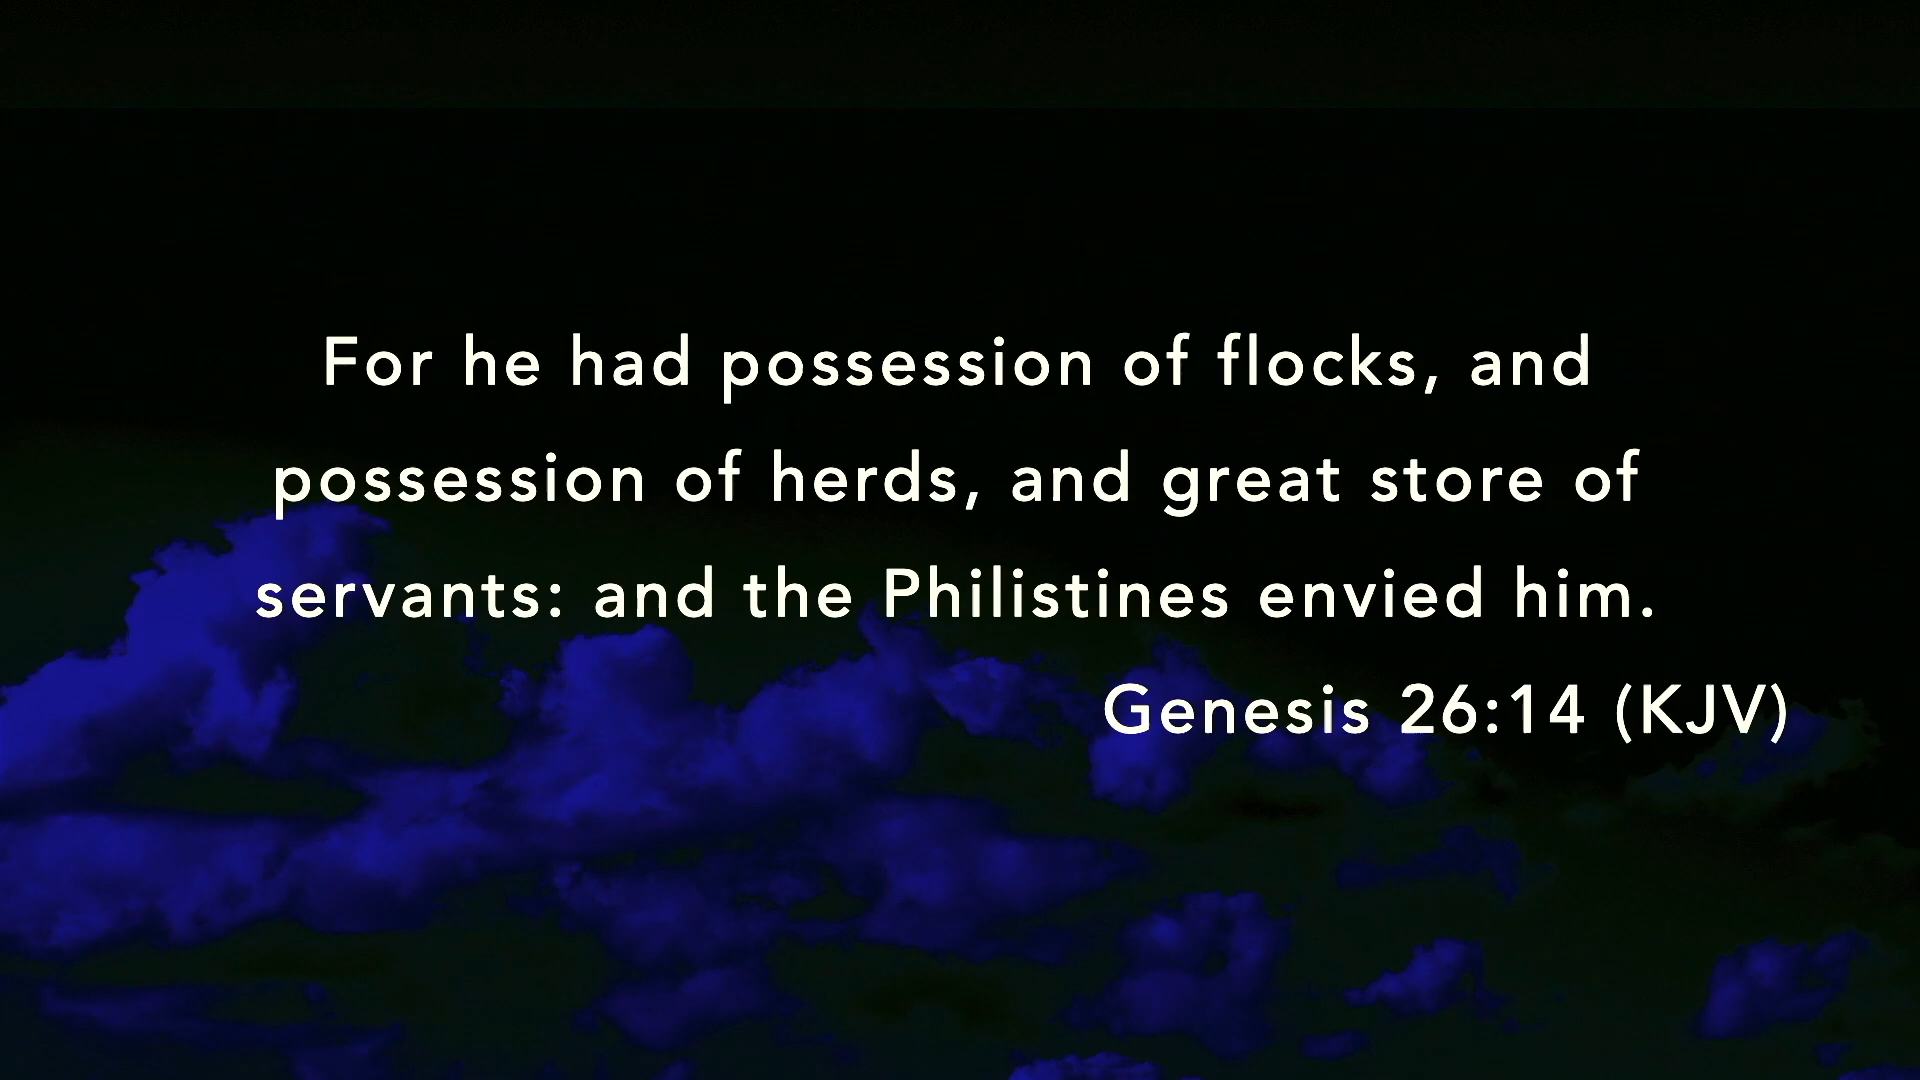 For he had possession of flocks, and
possession of herds, and great store of
servants: and the Philistines envied him.
Genesis 26:14 (KJV)